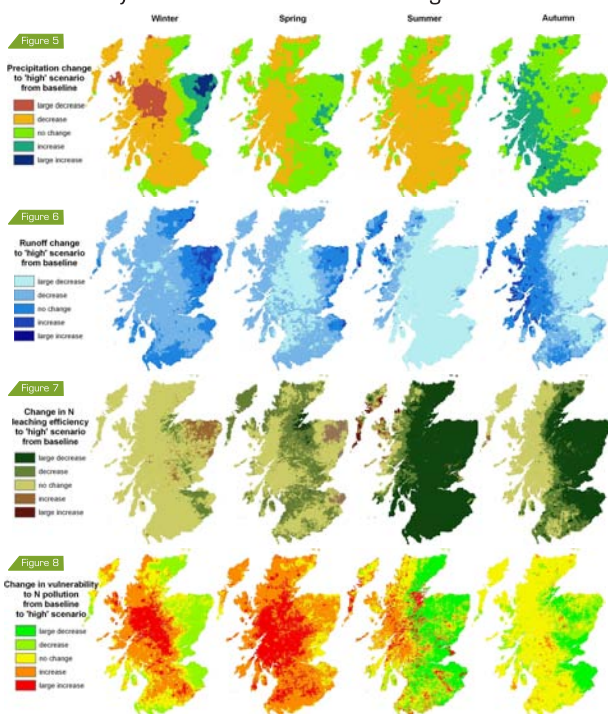 Winter
Spring
Summer
Autumn
Figure 5
Precipitation change
to 'high' scenario
from baseline
large decrease
decrease
no change
increase
large increase
Figure 6
Runoff change
to 'high' scenario
from baseline
large decrease
decrease
no change
increase
large increase
Figure 7
Change in N
leaching efficiency
to 'high' scenario
from baseline
large decrease
decrease
no change
increase
large increase
Figure 8
Change in vulnerability
to N pollution
from baseline
to 'high' scenario
large decrease
decrease
no change
increase
large increase